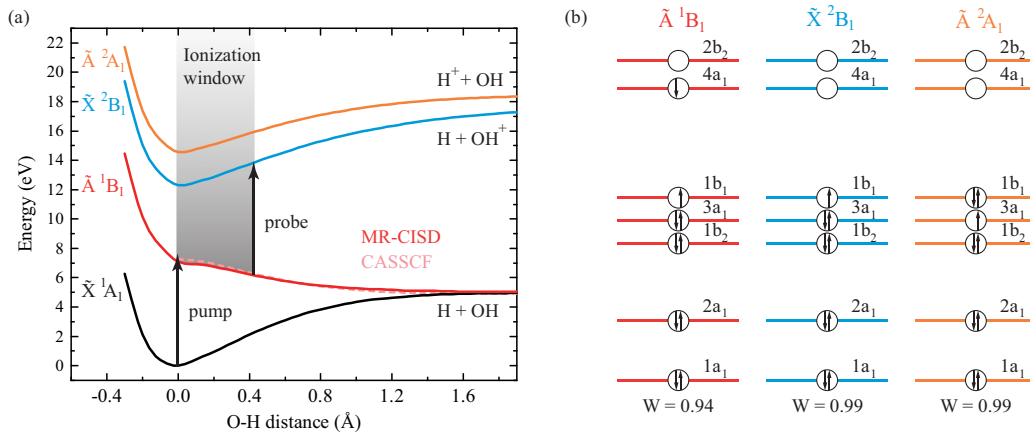 (a)
Energy (eV)
24
22
20
18
16
14
12
10
8
6
4
2
0
-0.4
0.0
0.4
0.8
1.2
1.6
O-H distance (Å)
Ã ²A₁
X̃ ²B₁
Ã ¹B₁
X̃ ¹A₁
Ionization
window
H⁺ + OH
H + OH⁺
probe
MR-CISD
CASSCF
pump
H + OH
(b)
Ã ¹B₁
2b₂
4a₁
1b₁
3a₁
1b₂
2a₁
1a₁
W = 0.94
X̃ ²B₁
2b₂
4a₁
1b₁
3a₁
1b₂
2a₁
1a₁
W = 0.99
Ã ²A₁
2b₂
4a₁
1b₁
3a₁
1b₂
2a₁
1a₁
W = 0.99